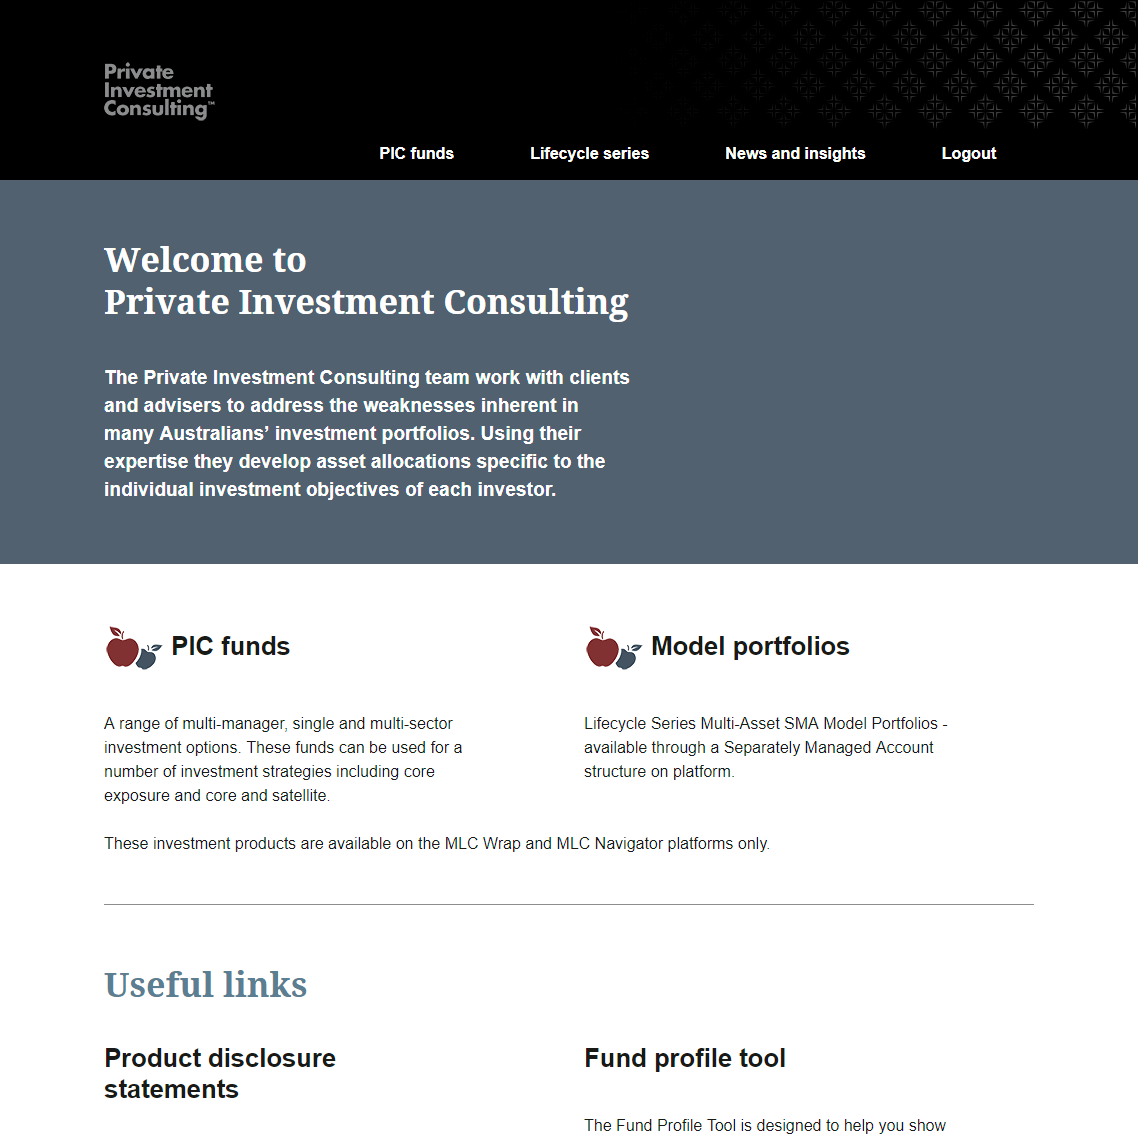 Private
Investment
Consulting™
PIC funds
Lifecycle series
News and insights
Logout
Welcome to
Private Investment Consulting
The Private Investment Consulting team work with clients
and advisers to address the weaknesses inherent in
many Australians’ investment portfolios. Using their
expertise they develop asset allocations specific to the
individual investment objectives of each investor.
PIC funds
A range of multi-manager, single and multi-sector
investment options. These funds can be used for a
number of investment strategies including core
exposure and core and satellite.
Model portfolios
Lifecycle Series Multi-Asset SMA Model Portfolios -
available through a Separately Managed Account
structure on platform.
These investment products are available on the MLC Wrap and MLC Navigator platforms only.
Useful links
Product disclosure
statements
Fund profile tool
The Fund Profile Tool is designed to help you show